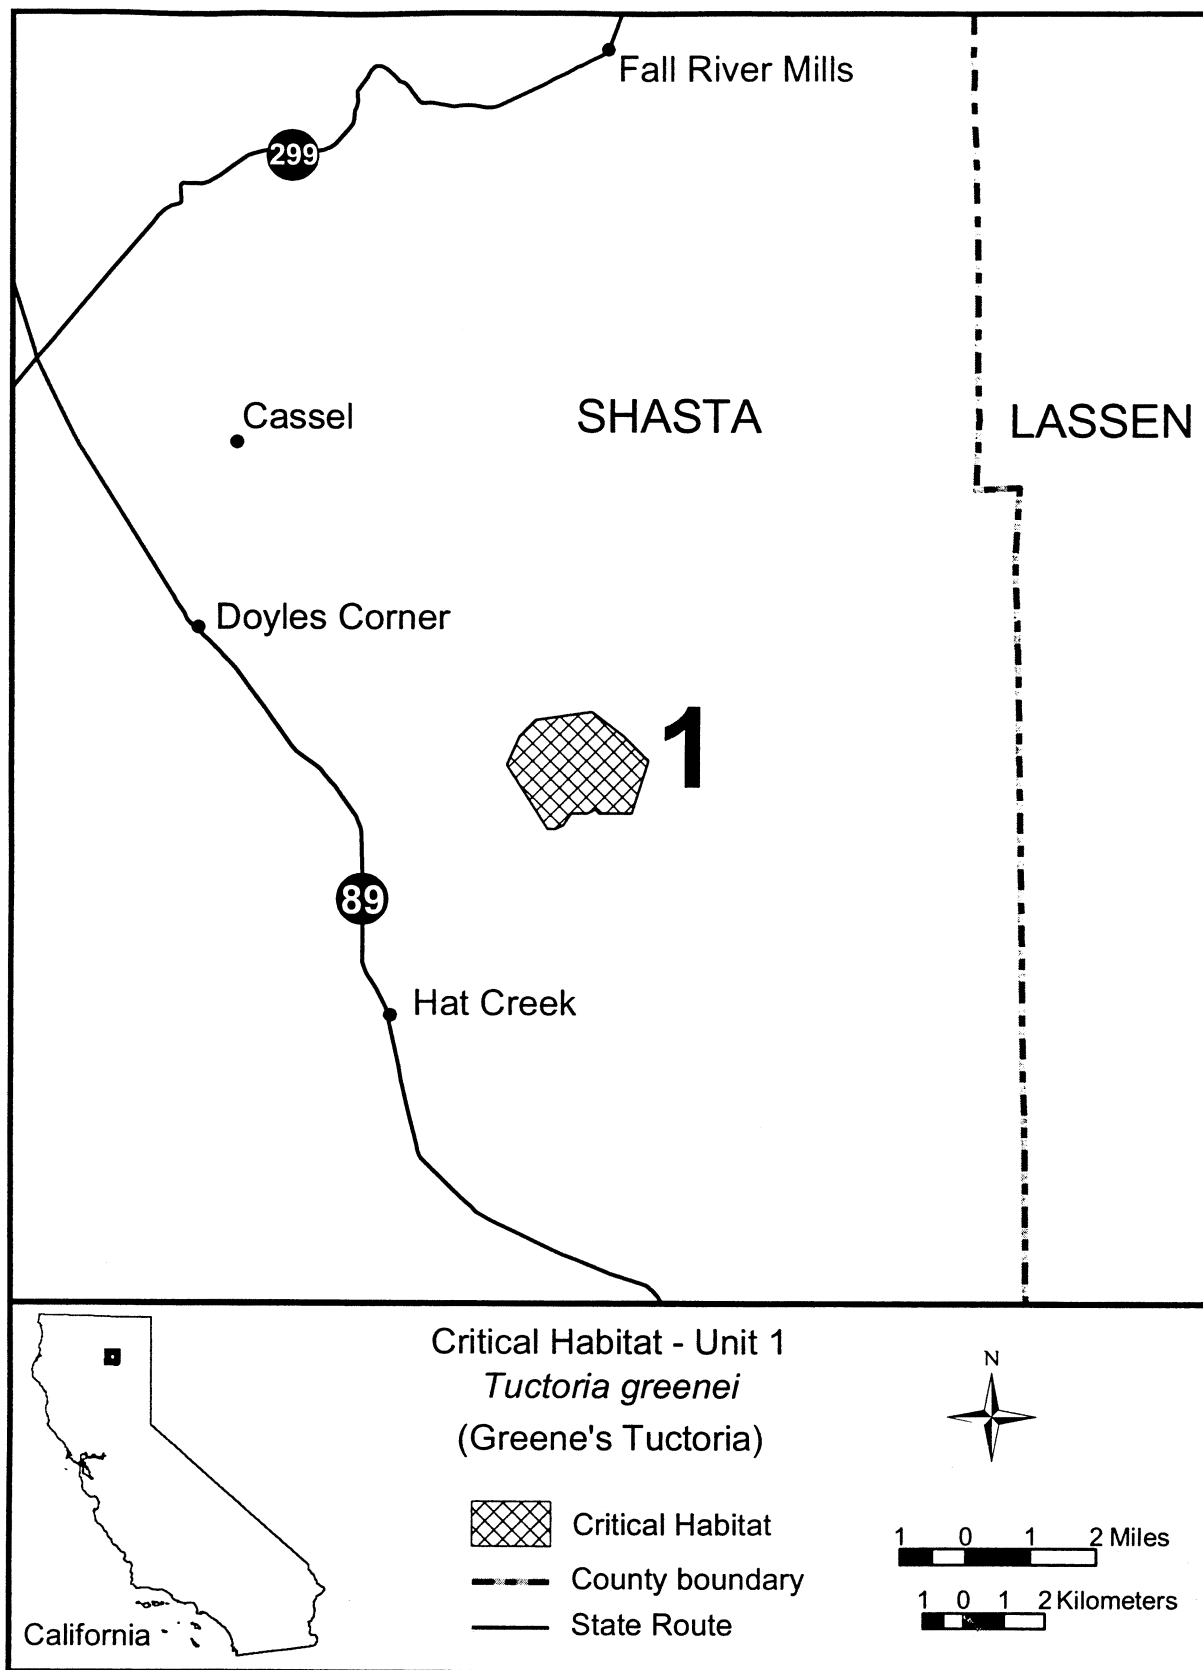 Fall River Mills
299
Cassel
SHASTA
LASSEN
Doyles Corner
1
89
Hat Creek
Critical Habitat - Unit 1
Tuctoria greenei
(Greene's Tuctoria)
N
Critical Habitat
County boundary
State Route
1 0 1 2 Miles
1 0 1 2 Kilometers
California